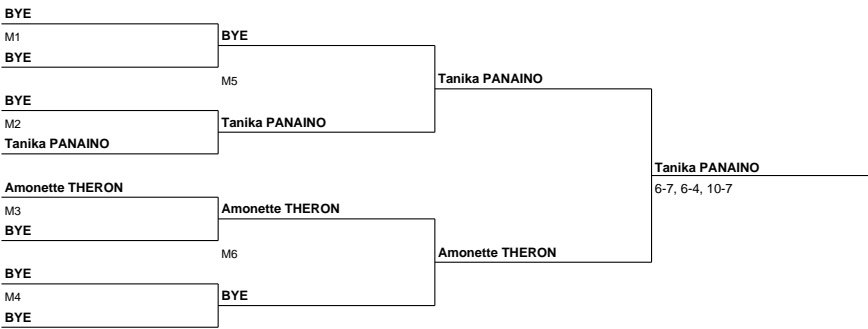 BYE
M1
BYE
BYE
M5
BYE
M2
Tanika PANAINO
Tanika PANAINO
Tanika PANAINO
Tanika PANAINO
6-7, 6-4, 10-7
Amonette THERON
M3
Amonette THERON
BYE
M6
Amonette THERON
BYE
M4
BYE
BYE